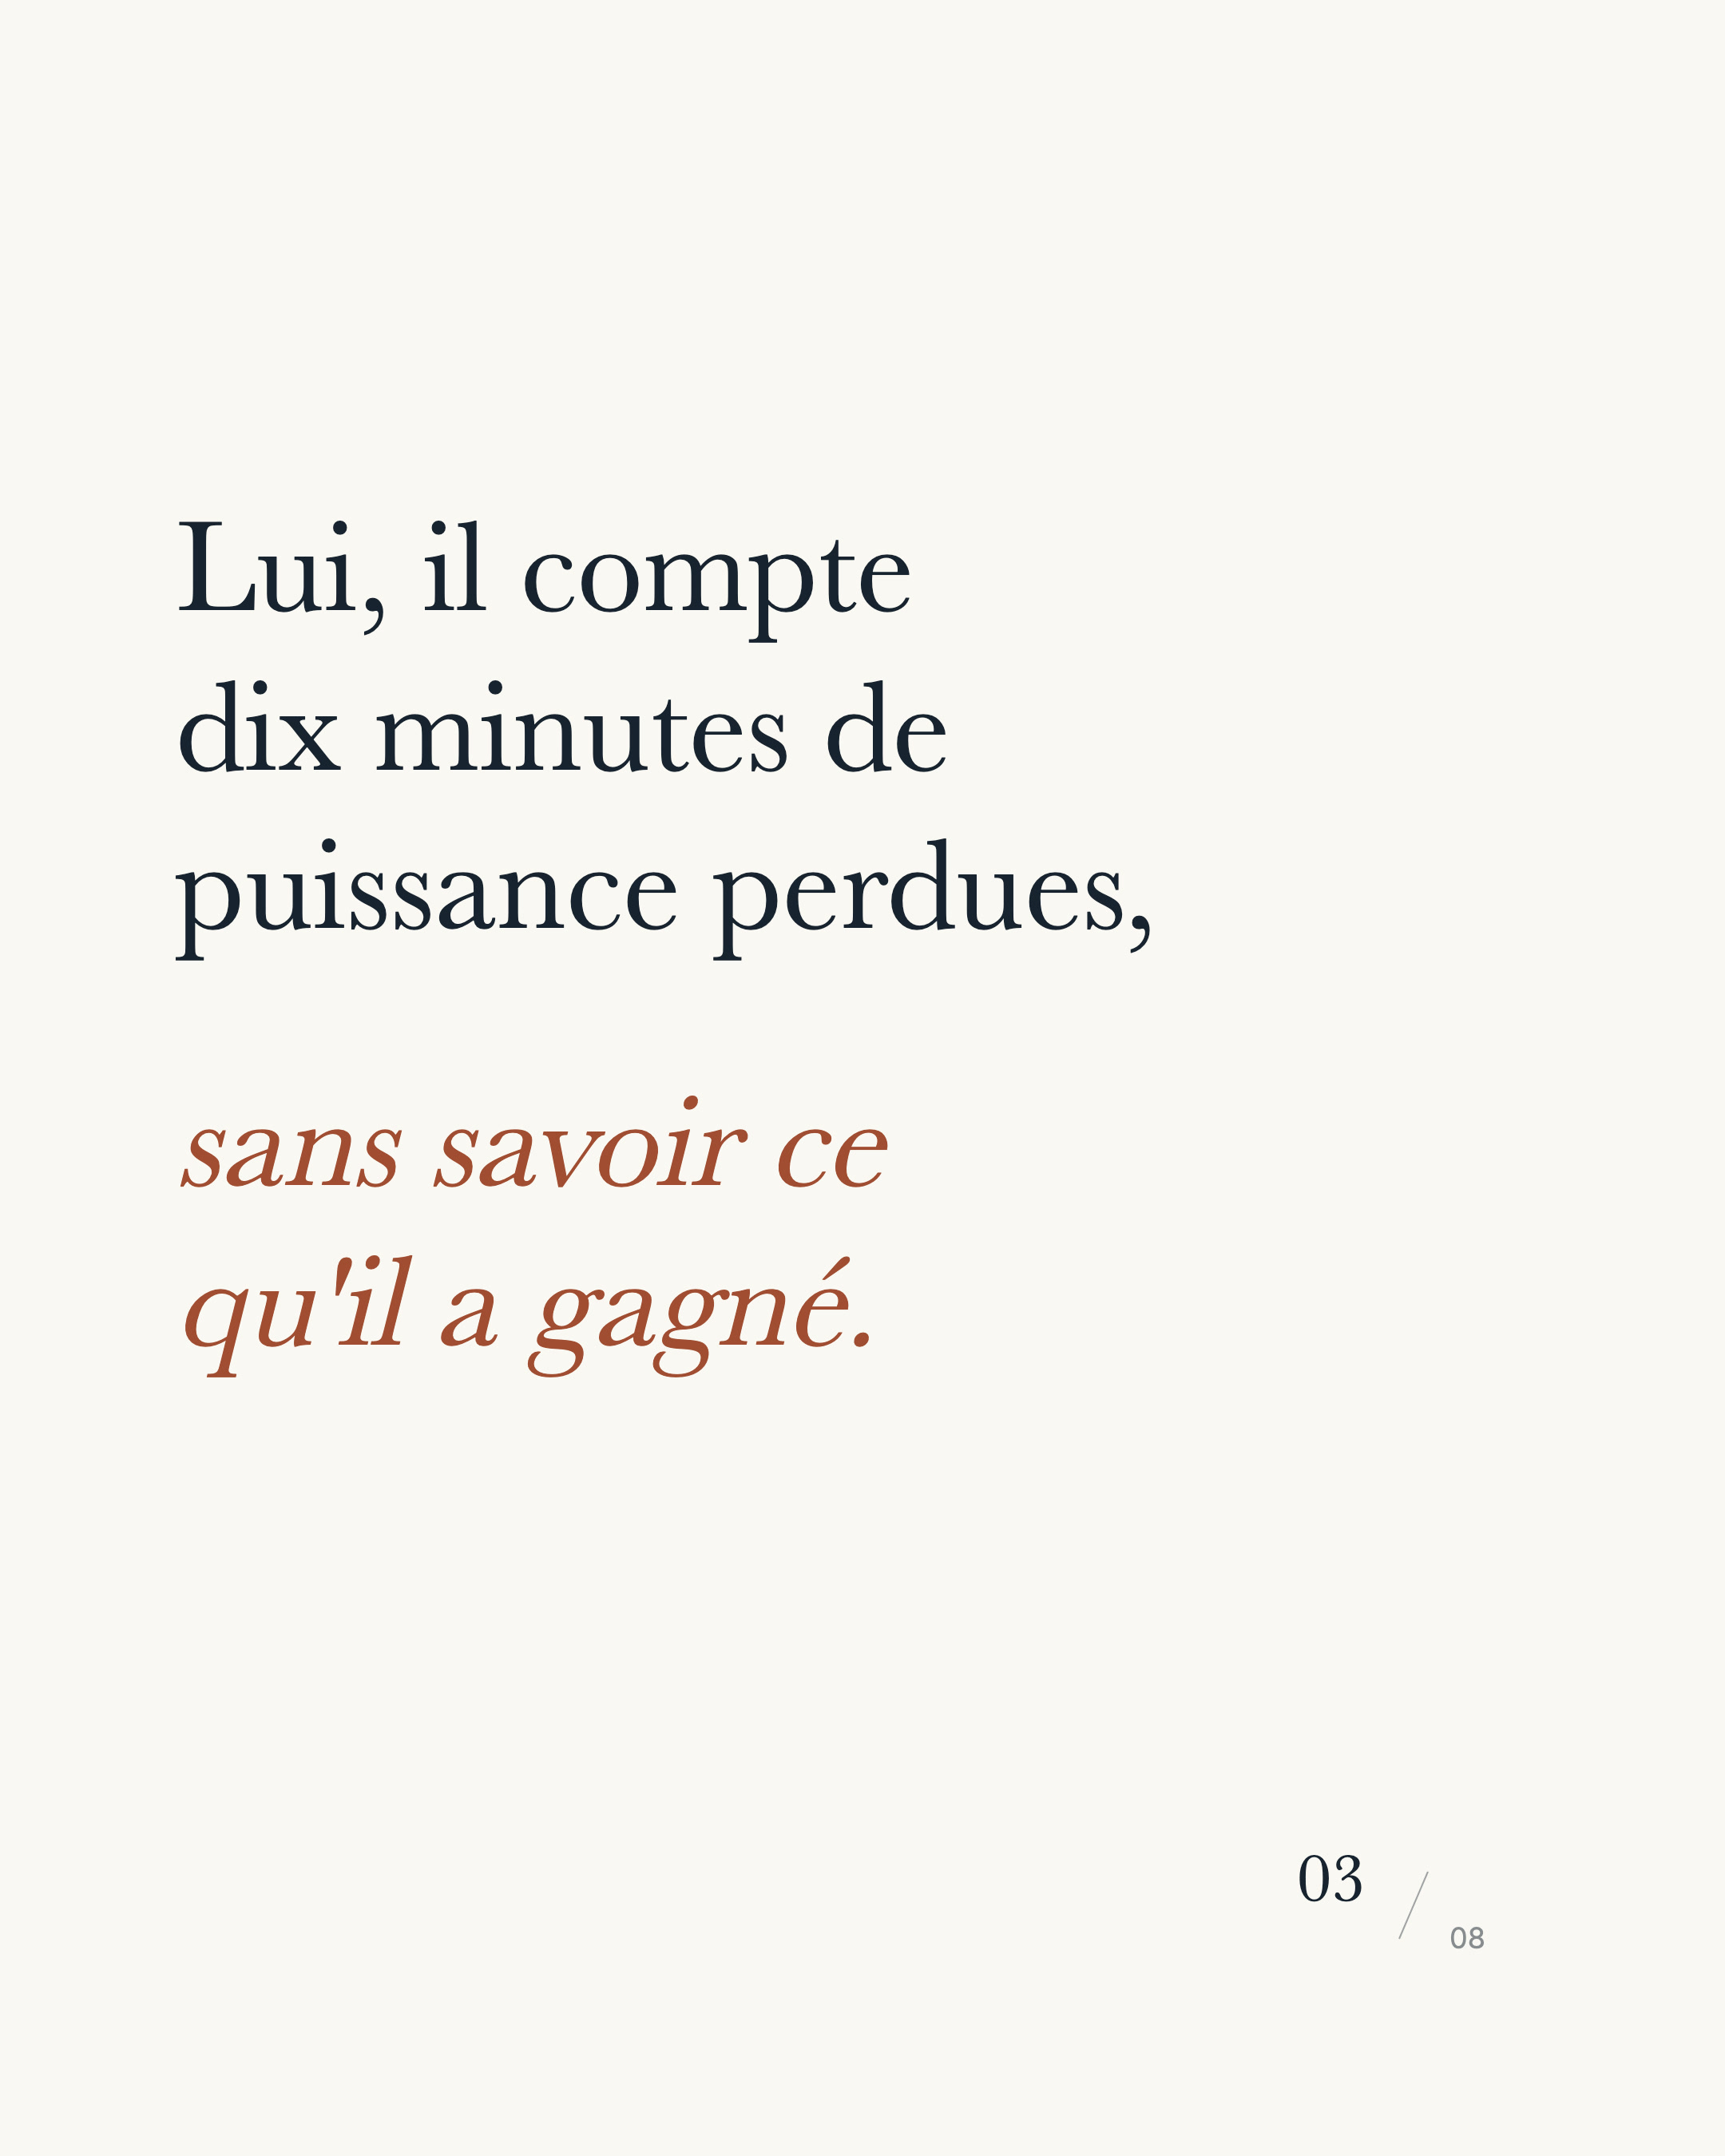 Lui, il compte
dix minutes de
puissance perdues,
sans savoir ce
qu'il a gagné.
03 / 08